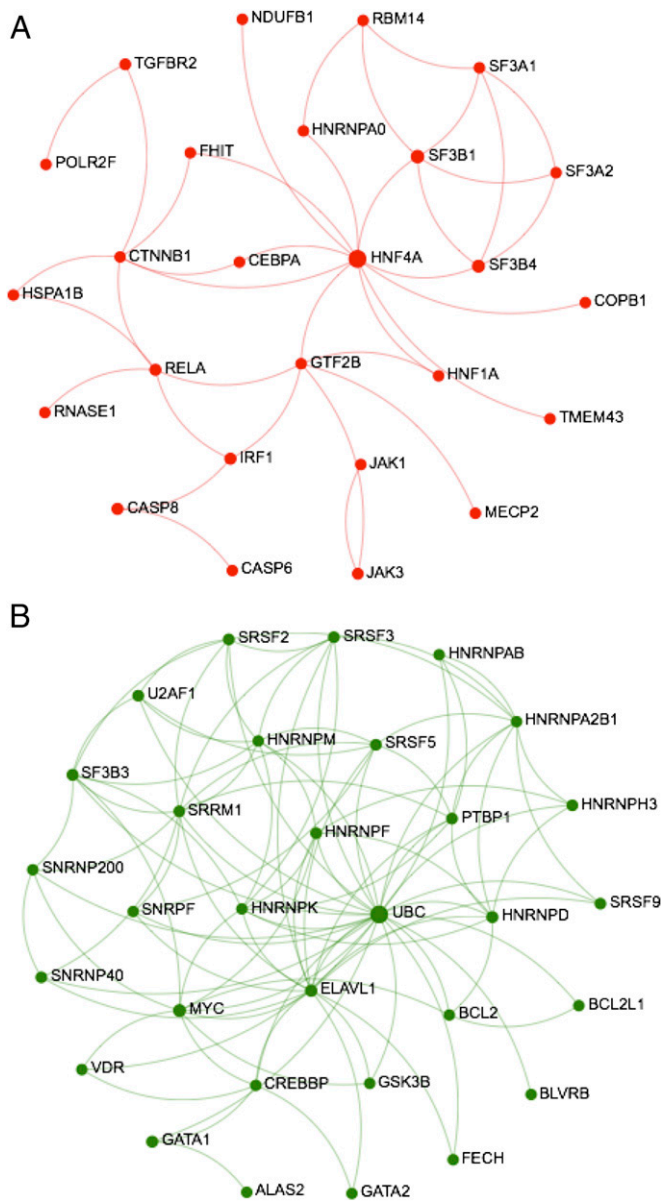 A
NDUFB1
RBM14
TGFBR2
SF3A1
HNRNPA0
FHIT
SF3B1
POLR2F
SF3A2
CTNNB1
CEBPA
HNF4A
SF3B4
HSPA1B
COPB1
RELA
GTF2B
HNF1A
RNASE1
TMEM43
IRF1
JAK1
CASP8
MECP2
CASP6
JAK3
B
SRSF2
SRSF3
HNRNPAB
U2AF1
HNRNPA2B1
HNRNPM
SRSF5
SF3B3
HNRNPH3
SRRM1
PTBP1
HNRNPF
SNRNP200
SRSF9
SNRPF
HNRNPK
UBC
HNRNPD
SNRNP40
ELAVL1
BCL2L1
MYC
BCL2
VDR
CREBBP
GSK3B
BLVRB
GATA1
FECH
ALAS2
GATA2